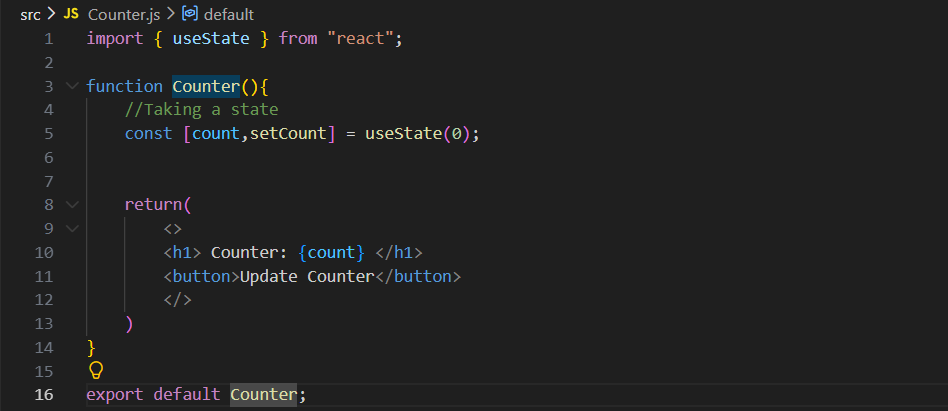 src > JS Counter.js > default
1 import { useState } from "react";
2
3 function Counter(){
4 //Taking a state
5 const [count,setCount] = useState(0);
6
7
8 return(
9 <>
10 <h1> Counter: {count} </h1>
11 <button>Update Counter</button>
12 </>
13 )
14 }
15
16 export default Counter;